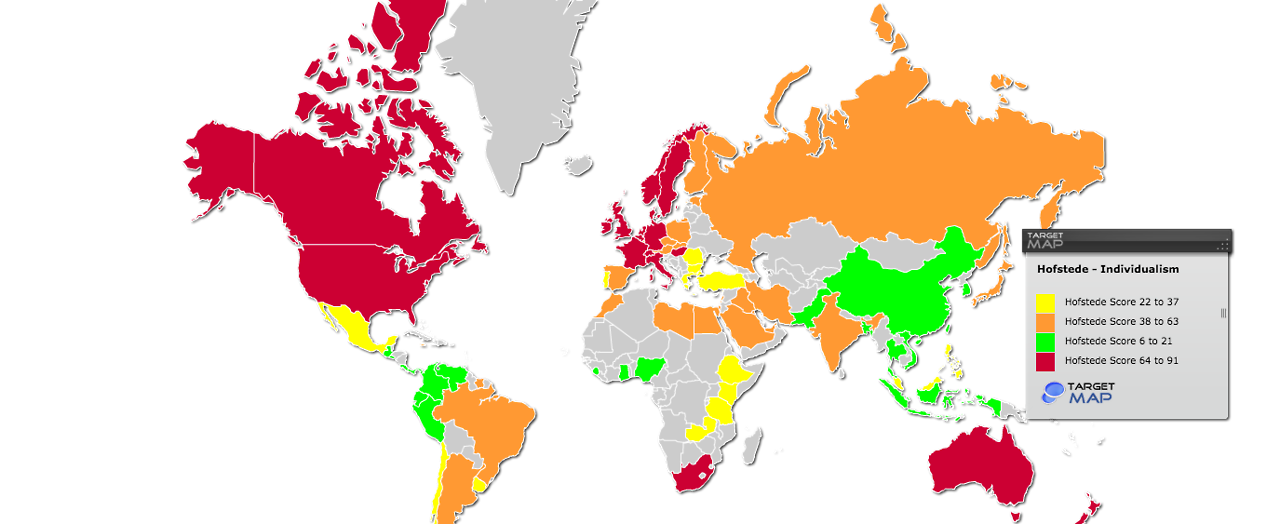 TARGET
MAP
Hofstede - Individualism
Hofstede Score 22 to 37
Hofstede Score 38 to 63
Hofstede Score 6 to 21
Hofstede Score 64 to 91
TARGET
MAP